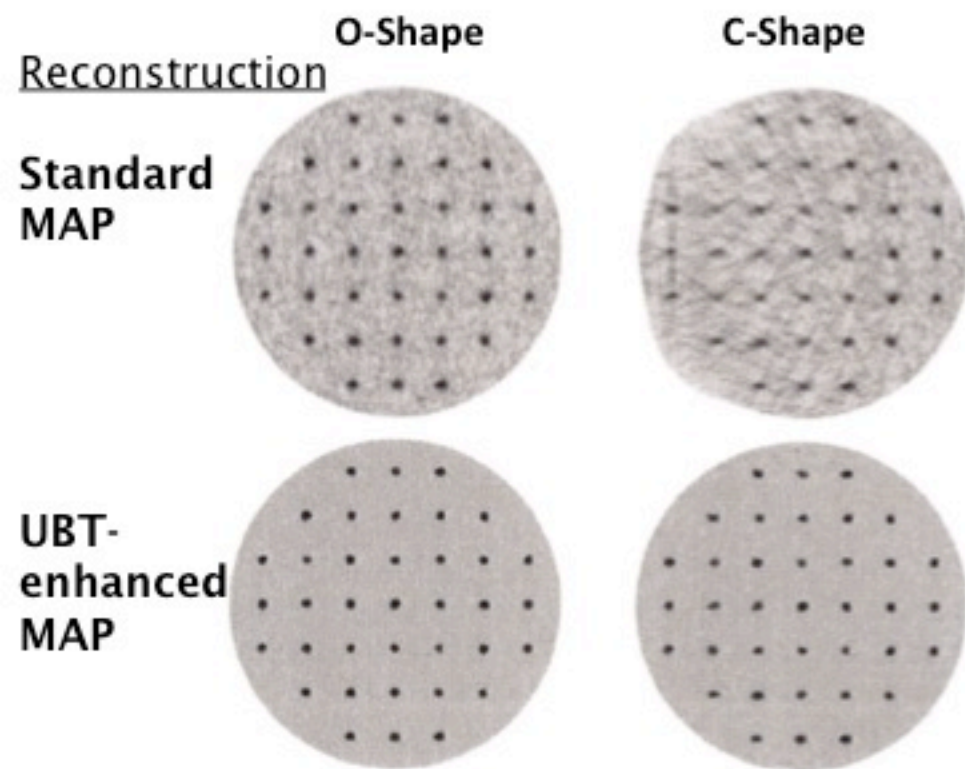 O-Shape
C-Shape
Reconstruction
Standard
MAP
UBT-
enhanced
MAP